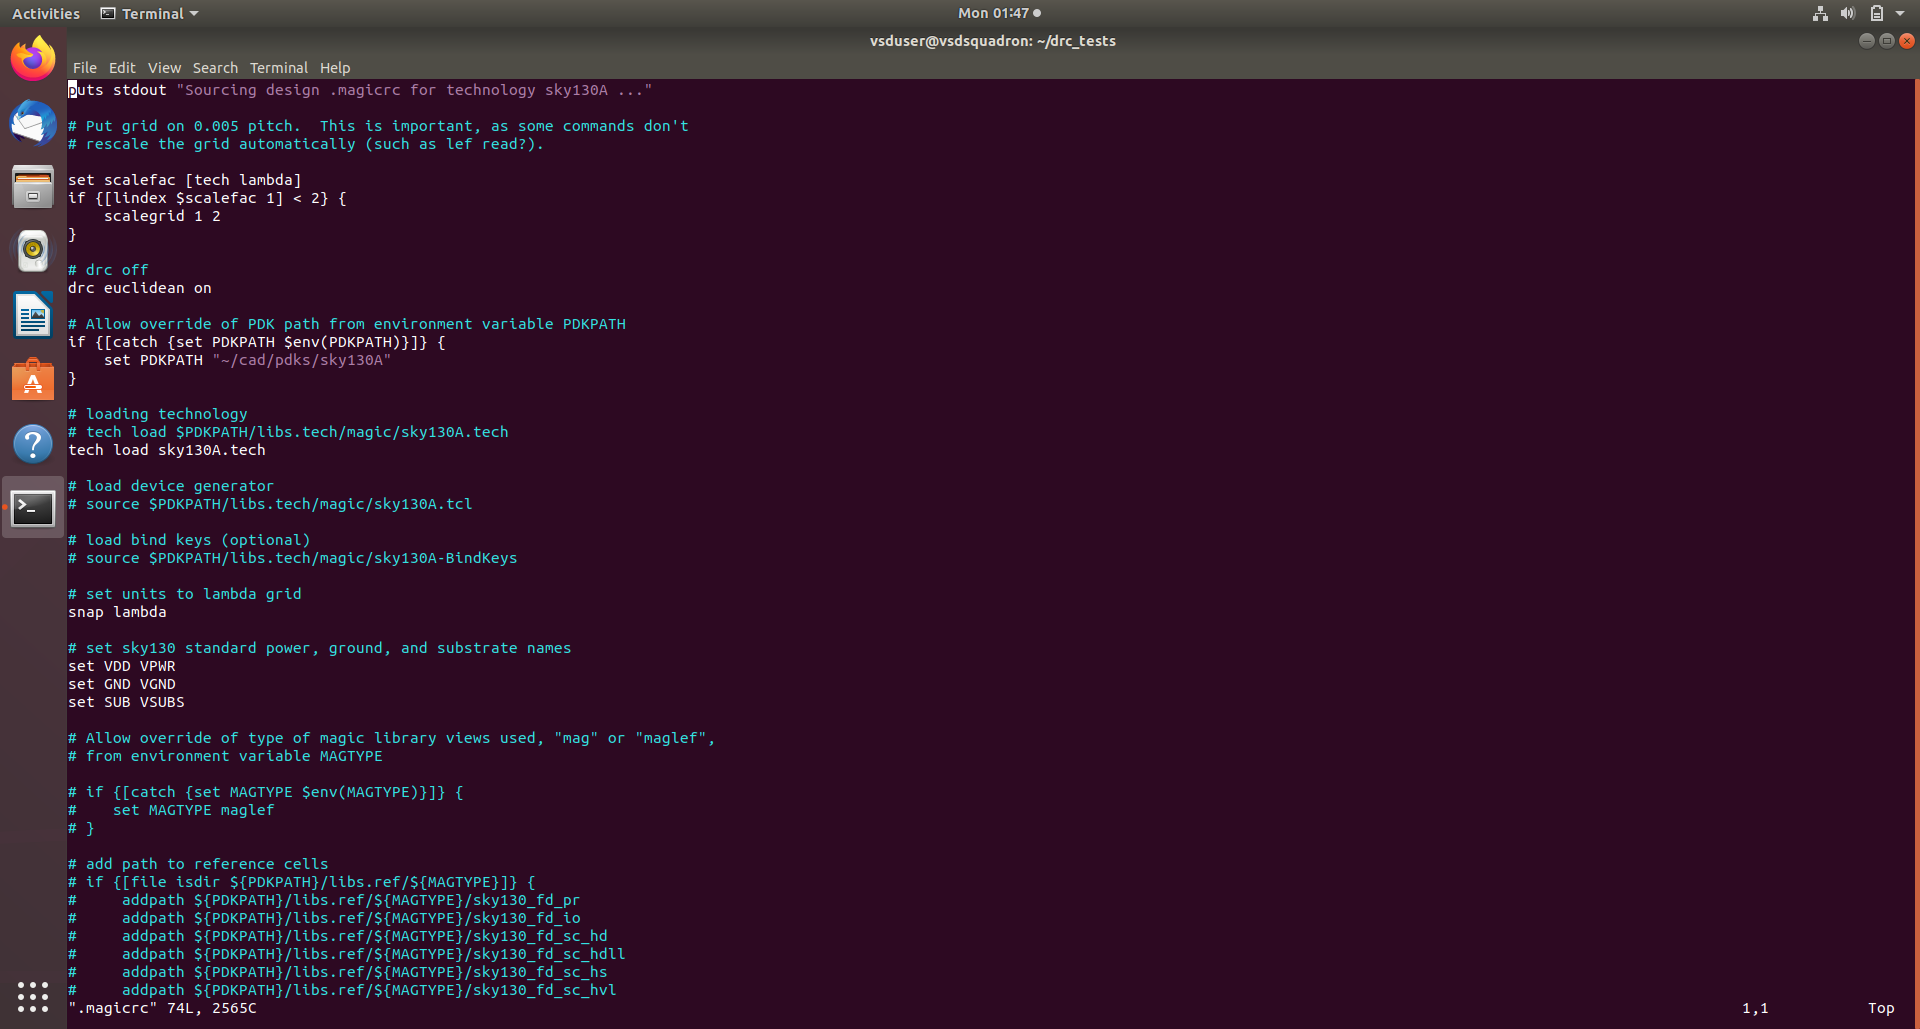 Activities Terminal Mon 01:47
vsduser@vsdsquadron: ~/drc_tests
File Edit View Search Terminal Help
puts stdout "Sourcing design .magicrc for technology sky130A ..."
# Put grid on 0.005 pitch.  This is important, as some commands don't
# rescale the grid automatically (such as lef read?).
set scalefac [tech lambda]
if {[lindex $scalefac 1] < 2} {
    scalegrid 1 2
}
# drc off
drc euclidean on
# Allow override of PDK path from environment variable PDKPATH
if {[catch {set PDKPATH $env(PDKPATH)}]} {
    set PDKPATH "~/cad/pdks/sky130A"
}
# loading technology
# tech load $PDKPATH/libs.tech/magic/sky130A.tech
tech load sky130A.tech
# load device generator
# source $PDKPATH/libs.tech/magic/sky130A.tcl
# load bind keys (optional)
# source $PDKPATH/libs.tech/magic/sky130A-BindKeys
# set units to lambda grid
snap lambda
# set sky130 standard power, ground, and substrate names
set VDD VPWR
set GND VGND
set SUB VSUBS
# Allow override of type of magic library views used, "mag" or "maglef",
# from environment variable MAGTYPE
# if {[catch {set MAGTYPE $env(MAGTYPE)}]} {
#    set MAGTYPE maglef
# }
# add path to reference cells
# if {[file isdir ${PDKPATH}/libs.ref/${MAGTYPE}]} {
#     addpath ${PDKPATH}/libs.ref/${MAGTYPE}/sky130_fd_pr
#     addpath ${PDKPATH}/libs.ref/${MAGTYPE}/sky130_fd_io
#     addpath ${PDKPATH}/libs.ref/${MAGTYPE}/sky130_fd_sc_hd
#     addpath ${PDKPATH}/libs.ref/${MAGTYPE}/sky130_fd_sc_hdll
#     addpath ${PDKPATH}/libs.ref/${MAGTYPE}/sky130_fd_sc_hs
#     addpath ${PDKPATH}/libs.ref/${MAGTYPE}/sky130_fd_sc_hvl
".magicrc" 74L, 2565C 1,1 Top